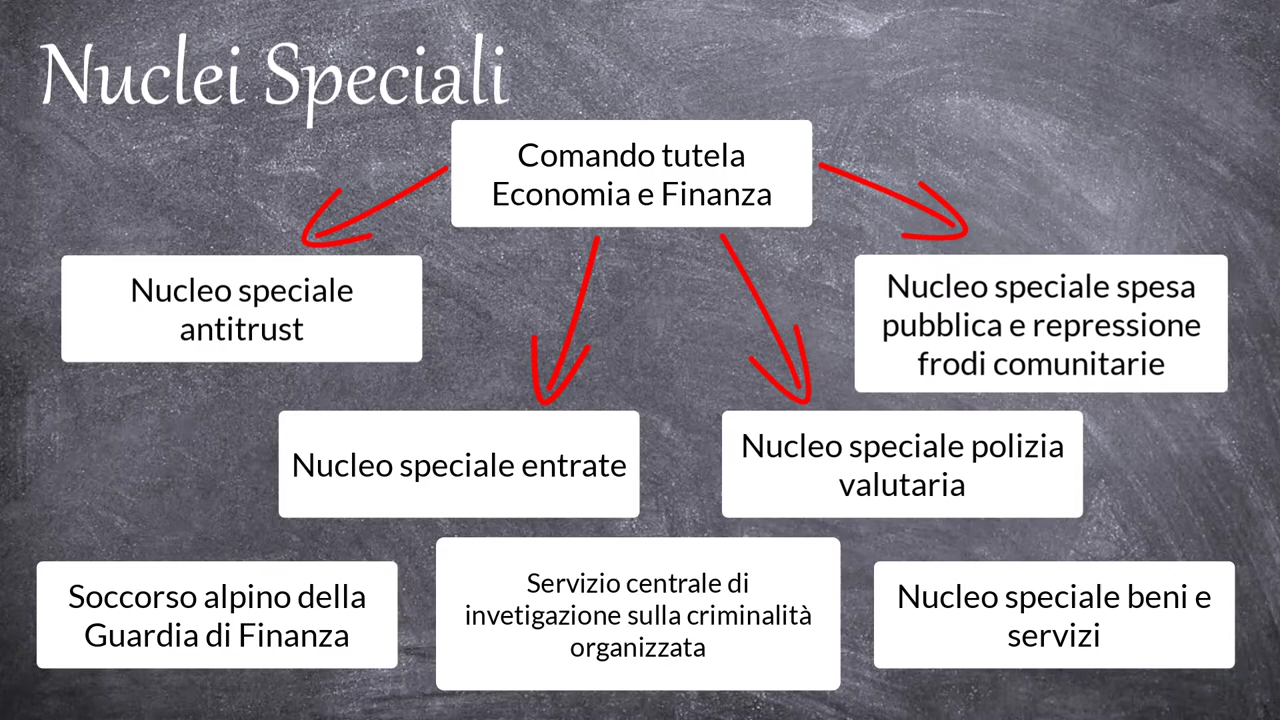 Nuclei Speciali
Comando tutela
Economia e Finanza
Nucleo speciale
antitrust
Nucleo speciale spesa
pubblica e repressione
frodi comunitarie
Nucleo speciale entrate
Nucleo speciale polizia
valutaria
Soccorso alpino della
Guardia di Finanza
Servizio centrale di
invetigazione sulla criminalità
organizzata
Nucleo speciale beni e
servizi